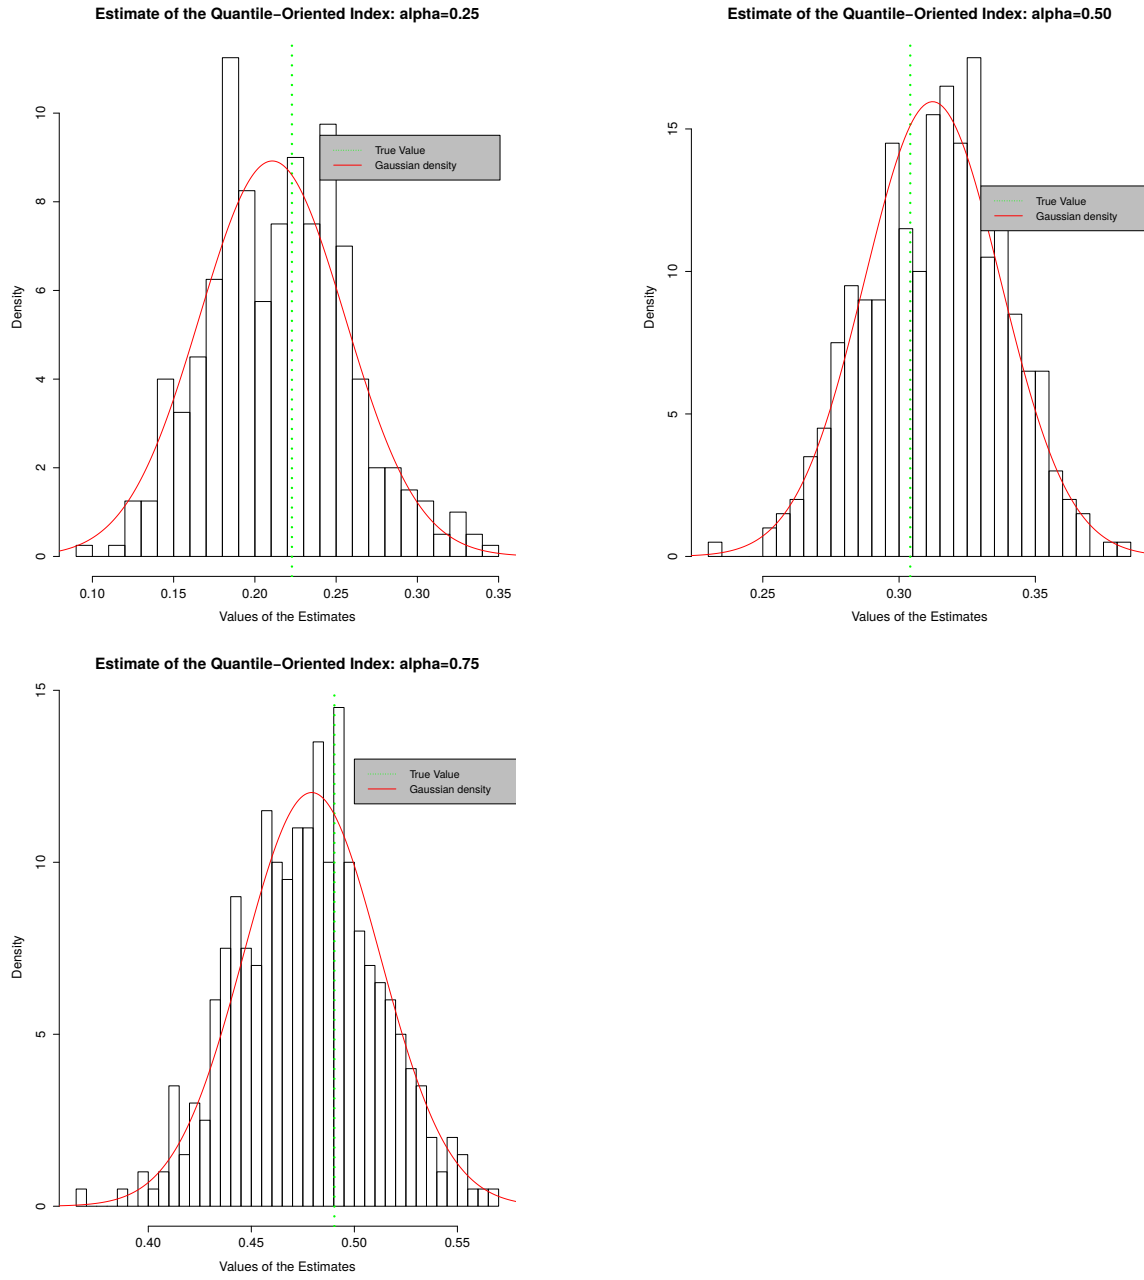 Estimate of the Quantile−Oriented Index: alpha=0.25
Density
0 2 4 6 8 10
True Value
Gaussian density
0.10 0.15 0.20 0.25 0.30 0.35
Values of the Estimates
Estimate of the Quantile−Oriented Index: alpha=0.50
Density
0 5 10 15
True Value
Gaussian density
0.25 0.30 0.35
Values of the Estimates
Estimate of the Quantile−Oriented Index: alpha=0.75
Density
0 5 10 15
True Value
Gaussian density
0.40 0.45 0.50 0.55
Values of the Estimates